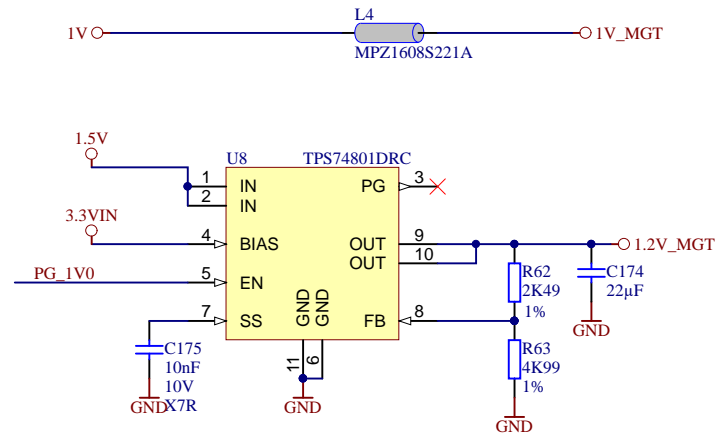 L4
1V
1V_MGT
MPZ1608S221A
1.5V
U8
TPS74801DRC
1
IN
PG
3
2
IN
3.3VIN
4
BIAS
OUT
9
1.2V_MGT
OUT
10
R62
2K49
1%
C174
22µF
GND
PG_1V0
5
EN
7
SS
GND
GND
FB
8
C175
10nF
10V
X7R
GND
11
6
GND
R63
4K99
1%
GND